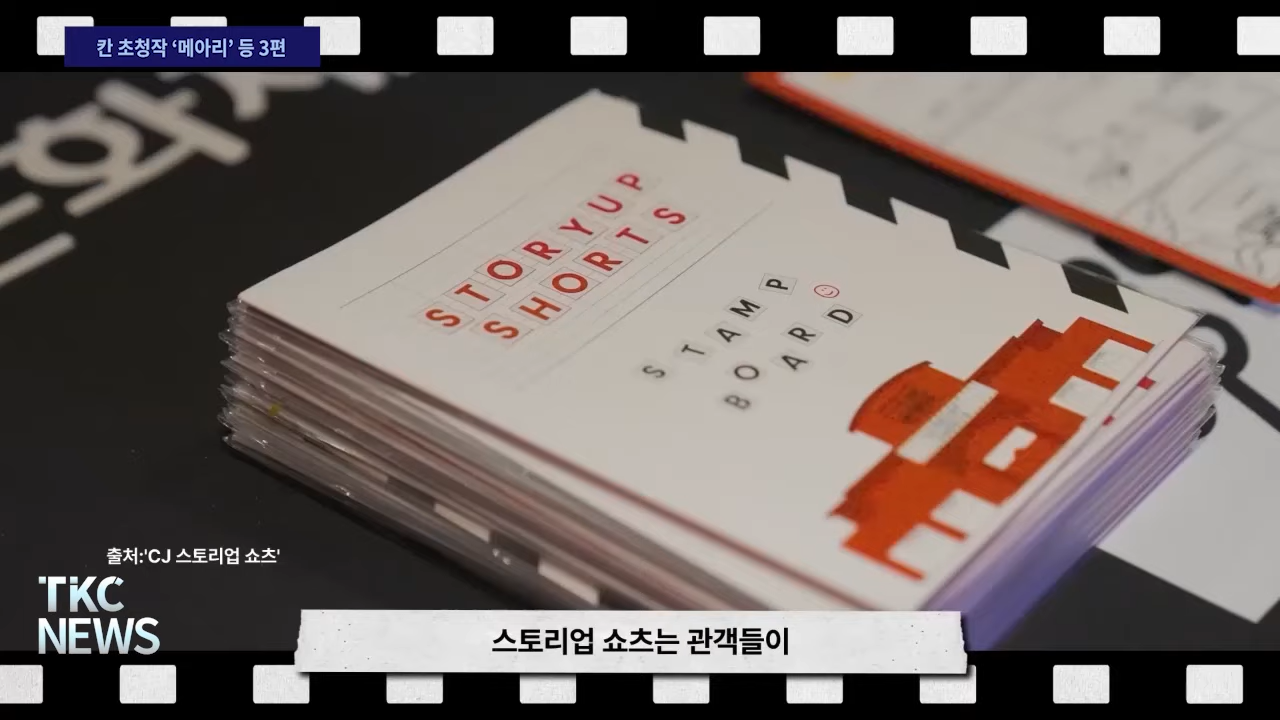 칸 초청작 ‘메아리’ 등 3편
STORYUP
SHORTS
STAMP
BOARD
출처:'CJ 스토리업 쇼츠'
TKC
NEWS
스토리업 쇼츠는 관객들이